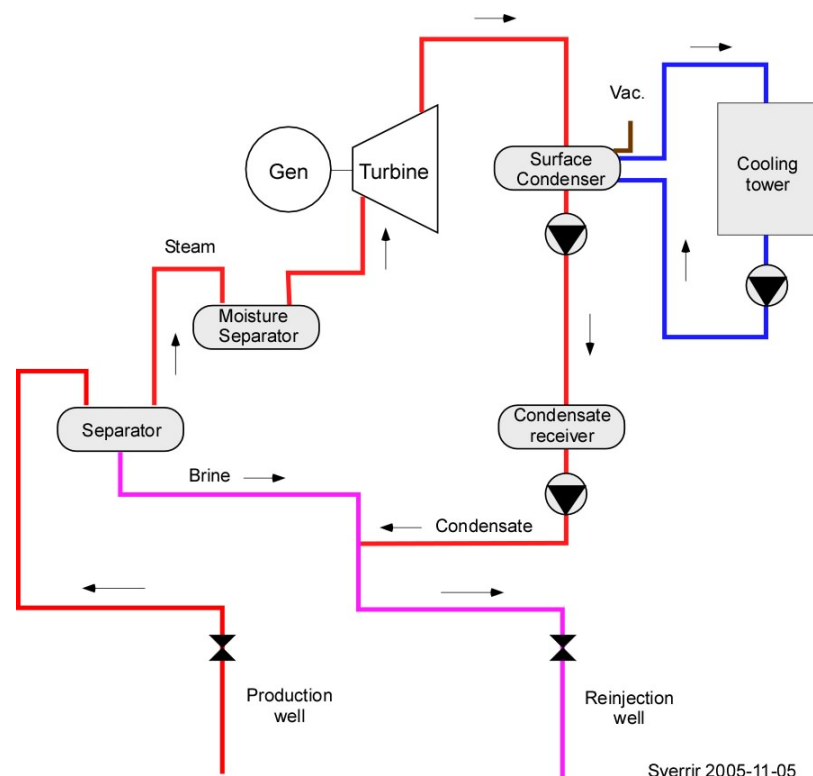 Vac.
Gen
Turbine
Surface
Condenser
Cooling
tower
Steam
Moisture
Separator
Separator
Condensate
receiver
Brine
Condensate
Production
well
Reinjection
well
Sverrir 2005-11-05